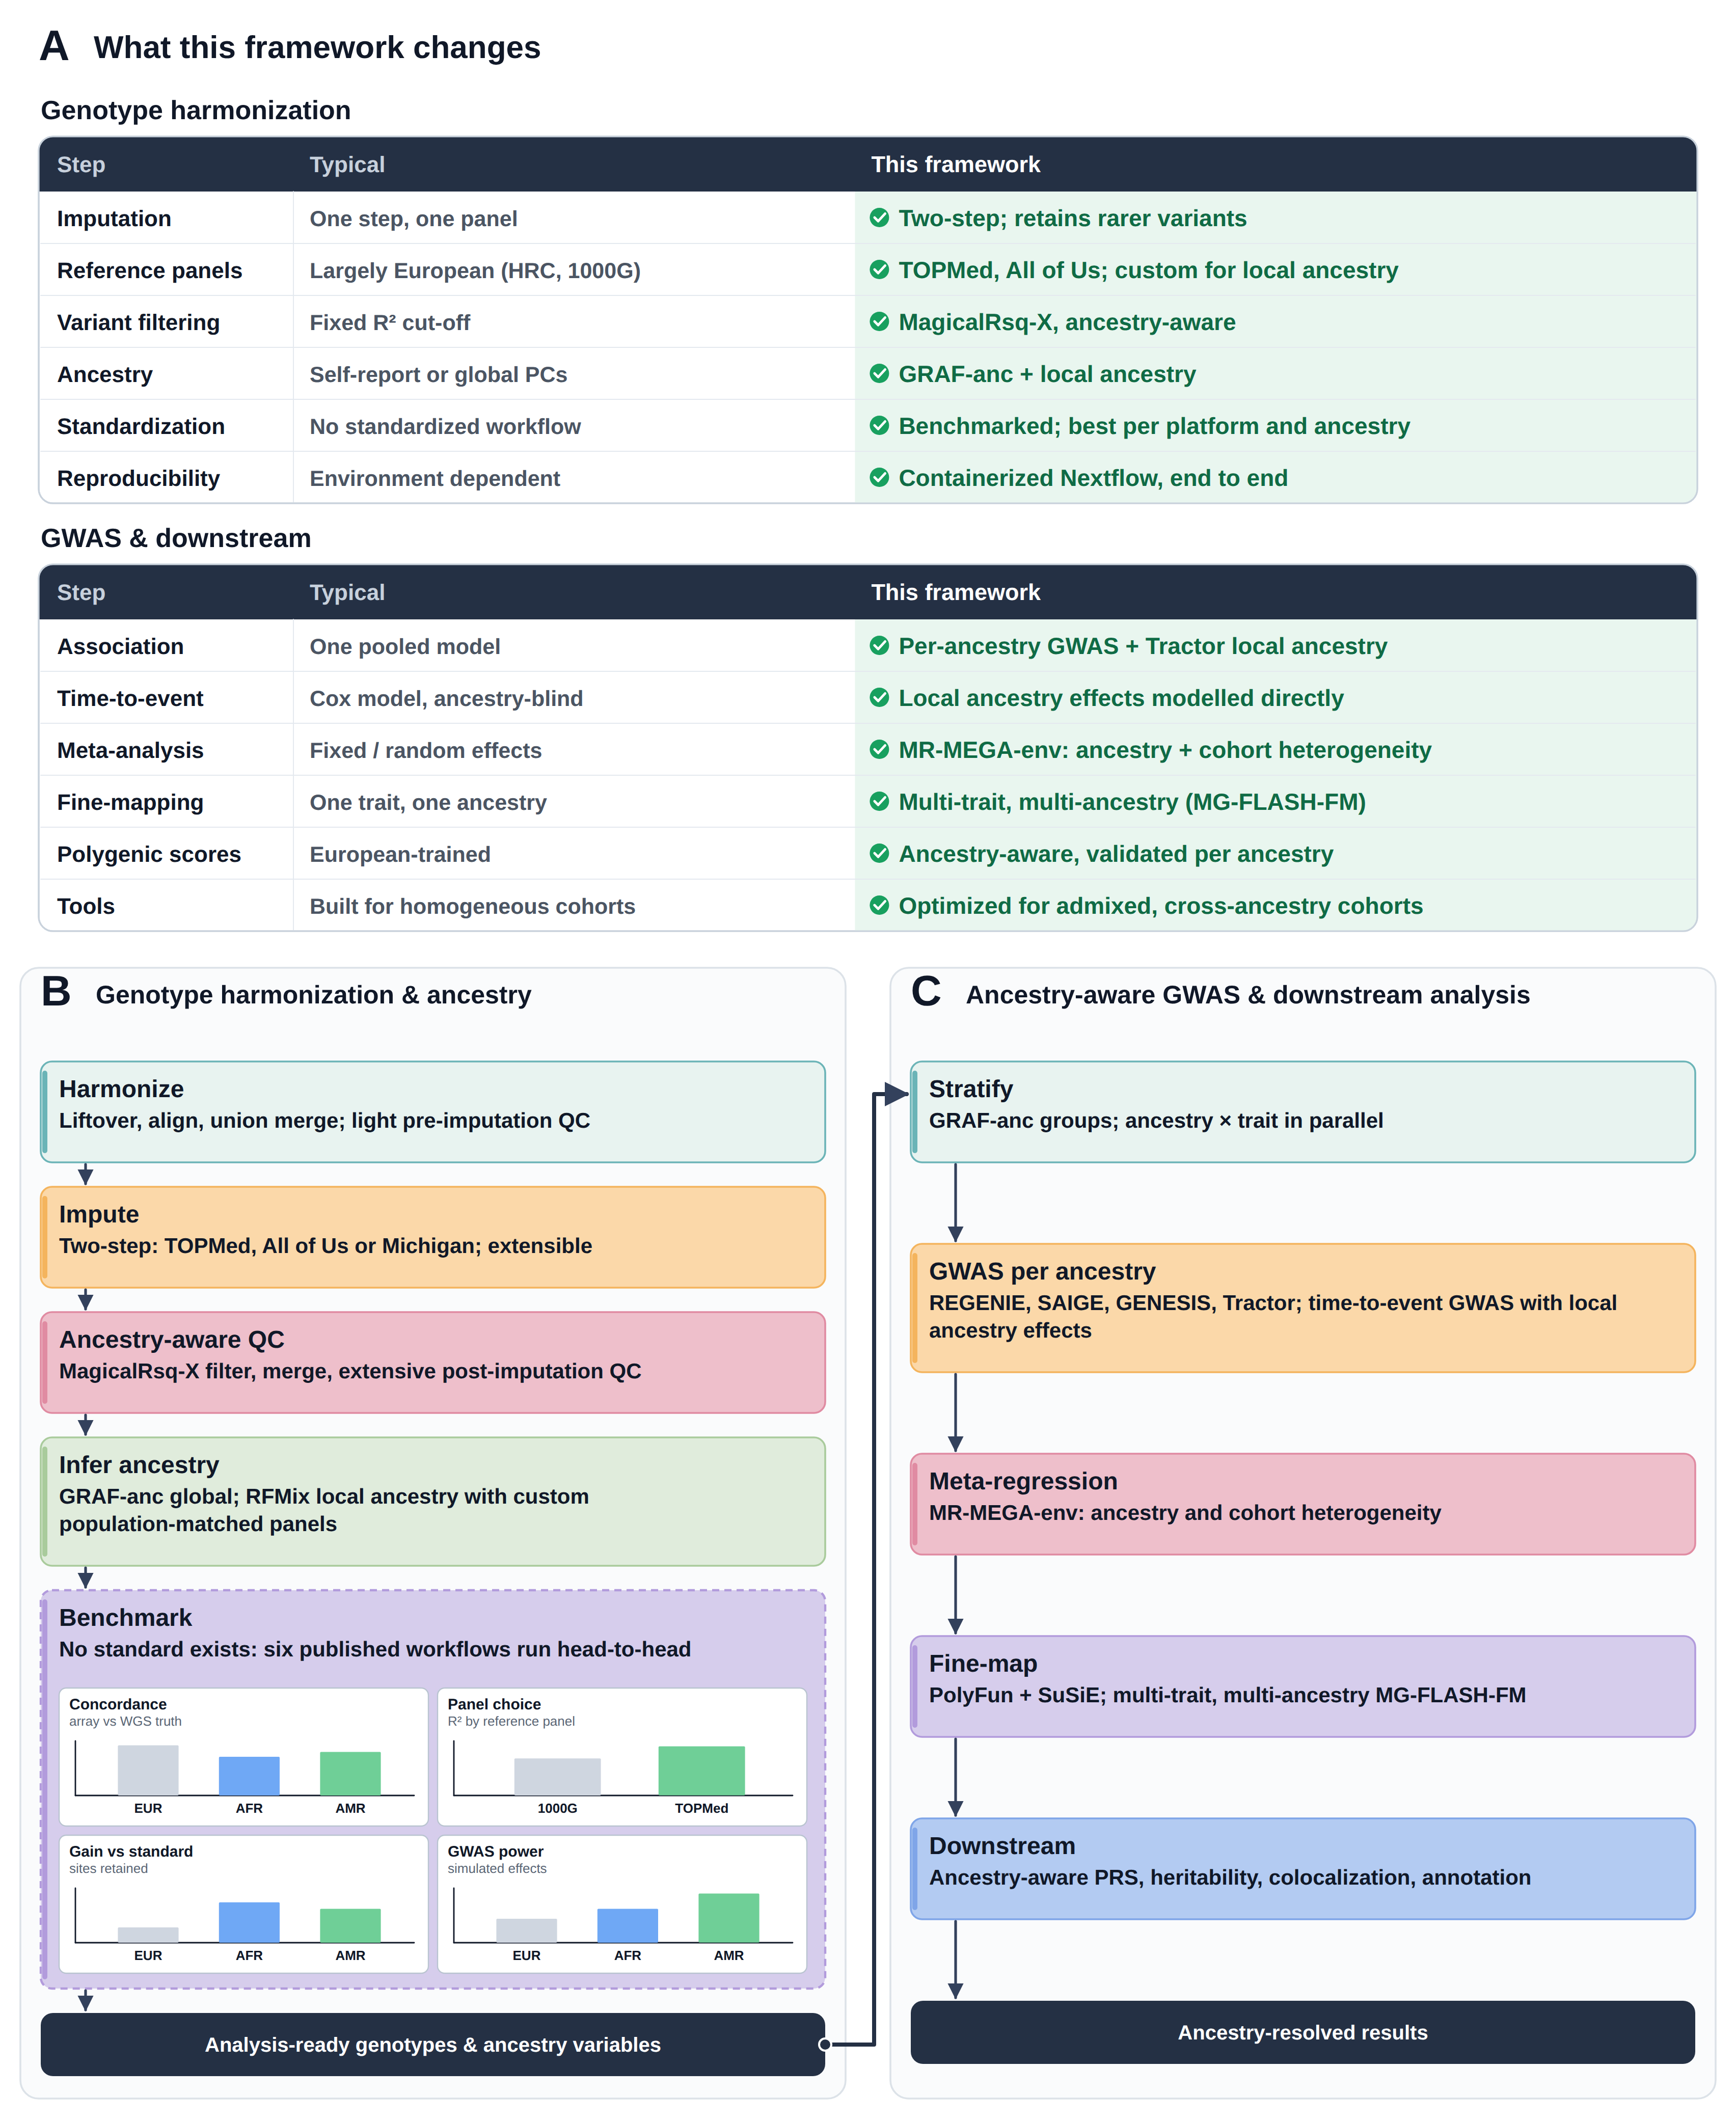 A What this framework changes
Genotype harmonization
Step Typical This framework
Imputation One step, one panel Two-step; retains rarer variants
Reference panels Largely European (HRC, 1000G) TOPMed, All of Us; custom for local ancestry
Variant filtering Fixed R² cut-off MagicalRsq-X, ancestry-aware
Ancestry Self-report or global PCs GRAF-anc + local ancestry
Standardization No standardized workflow Benchmarked; best per platform and ancestry
Reproducibility Environment dependent Containerized Nextflow, end to end
GWAS & downstream
Step Typical This framework
Association One pooled model Per-ancestry GWAS + Tractor local ancestry
Time-to-event Cox model, ancestry-blind Local ancestry effects modelled directly
Meta-analysis Fixed / random effects MR-MEGA-env: ancestry + cohort heterogeneity
Fine-mapping One trait, one ancestry Multi-trait, multi-ancestry (MG-FLASH-FM)
Polygenic scores European-trained Ancestry-aware, validated per ancestry
Tools Built for homogeneous cohorts Optimized for admixed, cross-ancestry cohorts
B Genotype harmonization & ancestry
Harmonize
Liftover, align, union merge; light pre-imputation QC
Impute
Two-step: TOPMed, All of Us or Michigan; extensible
Ancestry-aware QC
MagicalRsq-X filter, merge, extensive post-imputation QC
Infer ancestry
GRAF-anc global; RFMix local ancestry with custom
population-matched panels
Benchmark
No standard exists: six published workflows run head-to-head
Concordance
array vs WGS truth
EUR AFR AMR
Panel choice
R² by reference panel
1000G TOPMed
Gain vs standard
sites retained
EUR AFR AMR
GWAS power
simulated effects
EUR AFR AMR
Analysis-ready genotypes & ancestry variables
C Ancestry-aware GWAS & downstream analysis
Stratify
GRAF-anc groups; ancestry × trait in parallel
GWAS per ancestry
REGENIE, SAIGE, GENESIS, Tractor; time-to-event GWAS with local
ancestry effects
Meta-regression
MR-MEGA-env: ancestry and cohort heterogeneity
Fine-map
PolyFun + SuSiE; multi-trait, multi-ancestry MG-FLASH-FM
Downstream
Ancestry-aware PRS, heritability, colocalization, annotation
Ancestry-resolved results